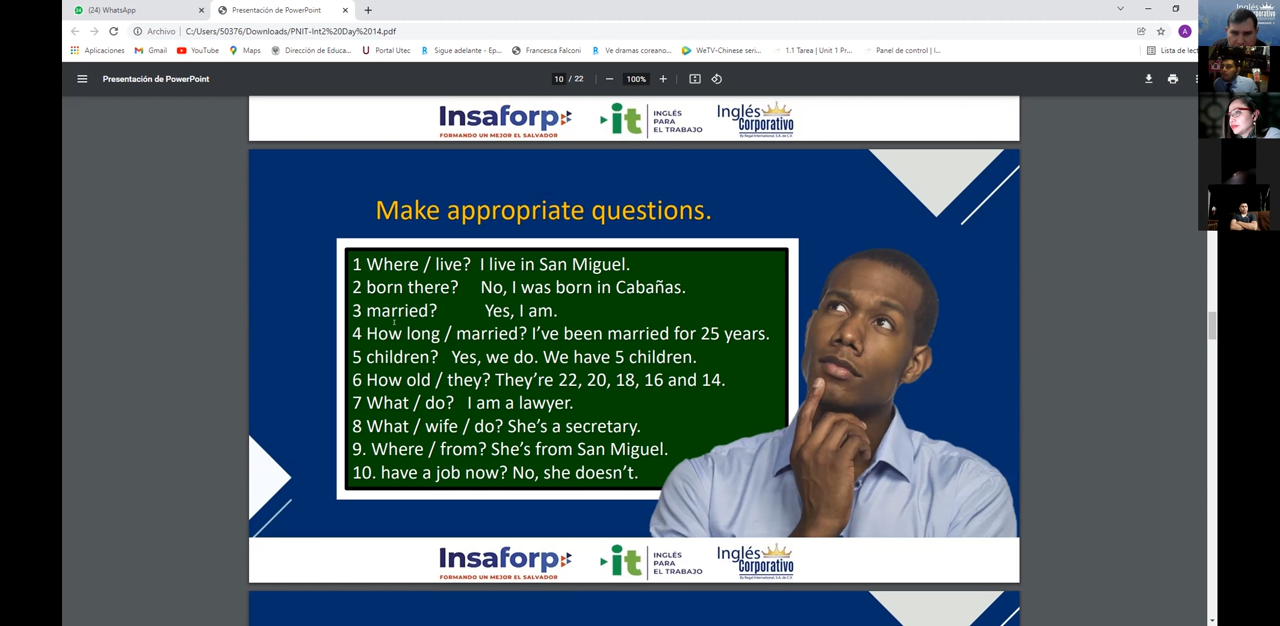 (24) WhatsApp
Presentación de PowerPoint
Archivo C:/Users/50376/Downloads/PNIT-Int2%20Day%2014.pdf
Aplicaciones Gmail YouTube Maps Dirección de Educa... Portal Utec Sigue adelante - Ep... Francesca Falconi Ve dramas coreano... WeTV-Chinese seri... 1.1 Tarea | Unit 1 Pr... Panel de control | I... Lista de lect
Presentación de PowerPoint 10 / 22 100%
Insaforp
FORMANDO UN MEJOR EL SALVADOR
it INGLÉS PARA EL TRABAJO
Inglés Corporativo
Make appropriate questions.
1 Where / live? I live in San Miguel.
2 born there? No, I was born in Cabañas.
3 married? Yes, I am.
4 How long / married? I've been married for 25 years.
5 children? Yes, we do. We have 5 children.
6 How old / they? They're 22, 20, 18, 16 and 14.
7 What / do? I am a lawyer.
8 What / wife / do? She's a secretary.
9. Where / from? She's from San Miguel.
10. have a job now? No, she doesn't.
Insaforp
FORMANDO UN MEJOR EL SALVADOR
it INGLÉS PARA EL TRABAJO
Inglés Corporativo